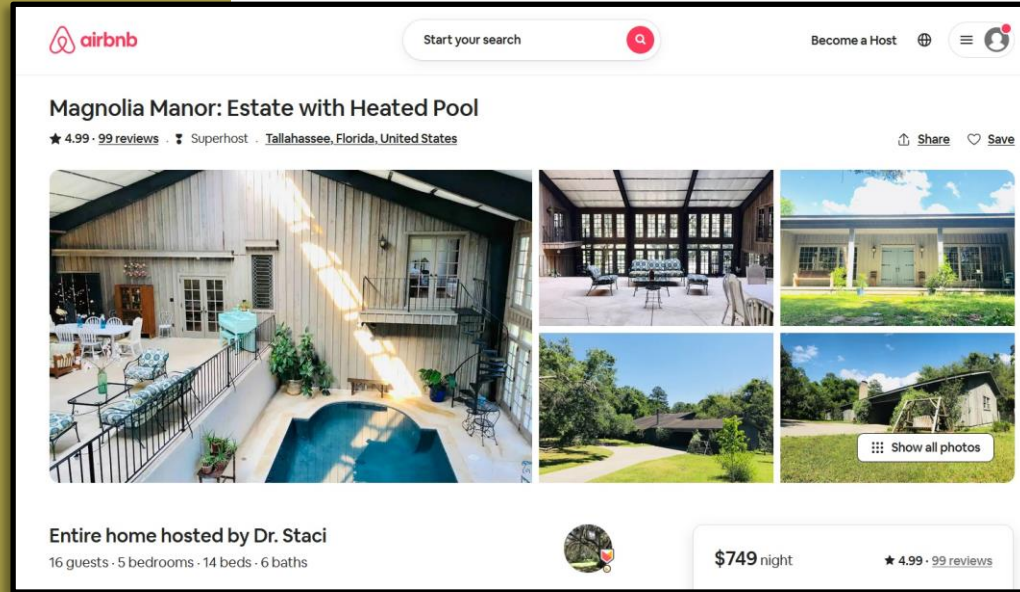 airbnb
Start your search
Become a Host
Magnolia Manor: Estate with Heated Pool
★ 4.99 · 99 reviews . Superhost . Tallahassee, Florida, United States
Share Save
Show all photos
Entire home hosted by Dr. Staci
16 guests · 5 bedrooms · 14 beds · 6 baths
$749 night ★ 4.99 · 99 reviews